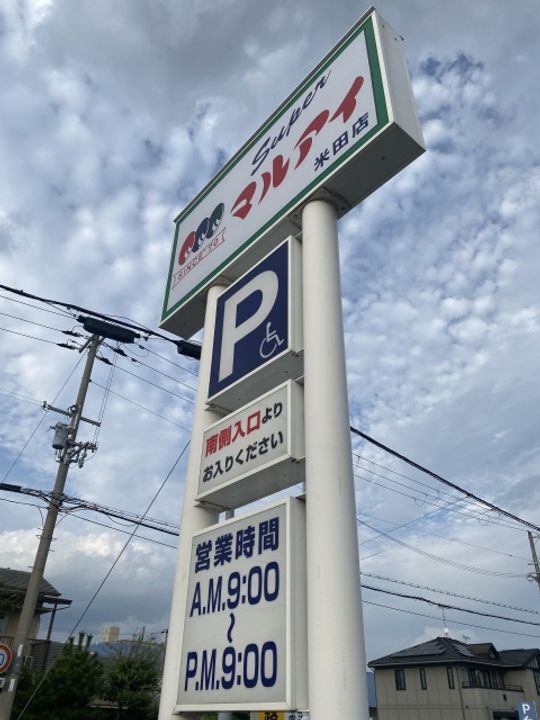 Super
マルアイ
米田店
SINCE '70
P
南側入口より
お入りください
営業時間
A.M.9:00
〜
P.M.9:00
P